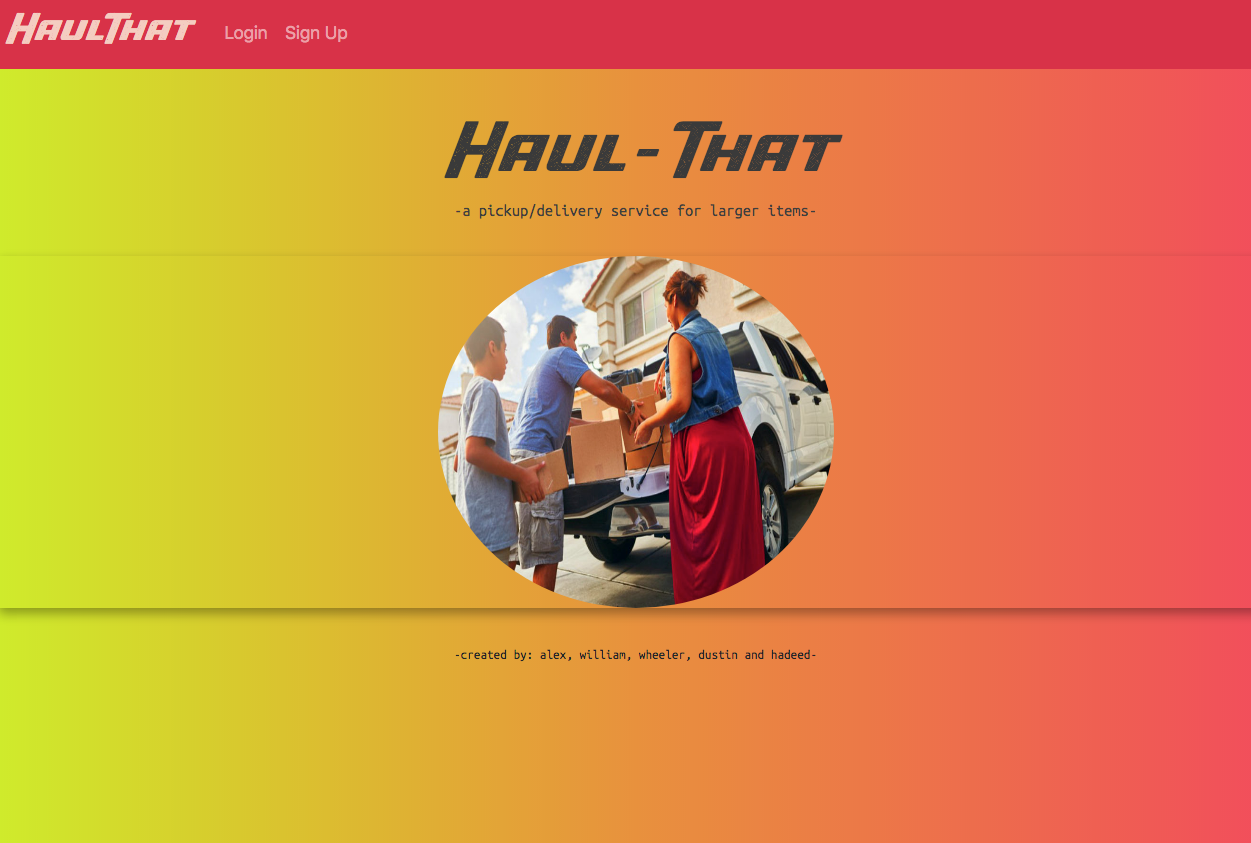 HaulThat Login Sign Up
Haul-That
-a pickup/delivery service for larger items-
-created by: alex, william, wheeler, dustin and hadeed-